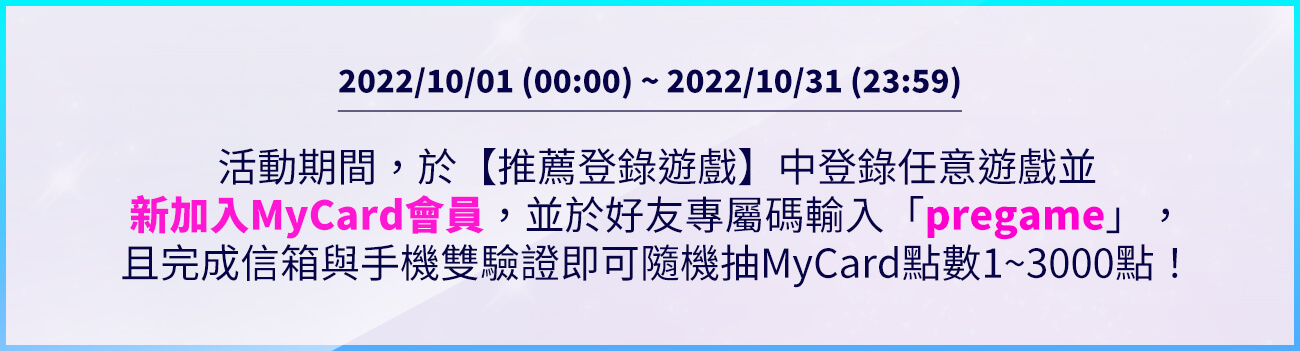 2022/10/01 (00:00) ~ 2022/10/31 (23:59)
活動期間，於【推薦登錄遊戲】中登錄任意遊戲並
新加入MyCard會員，並於好友專屬碼輸入「pregame」，
且完成信箱與手機雙驗證即可隨機抽MyCard點數1~3000點！